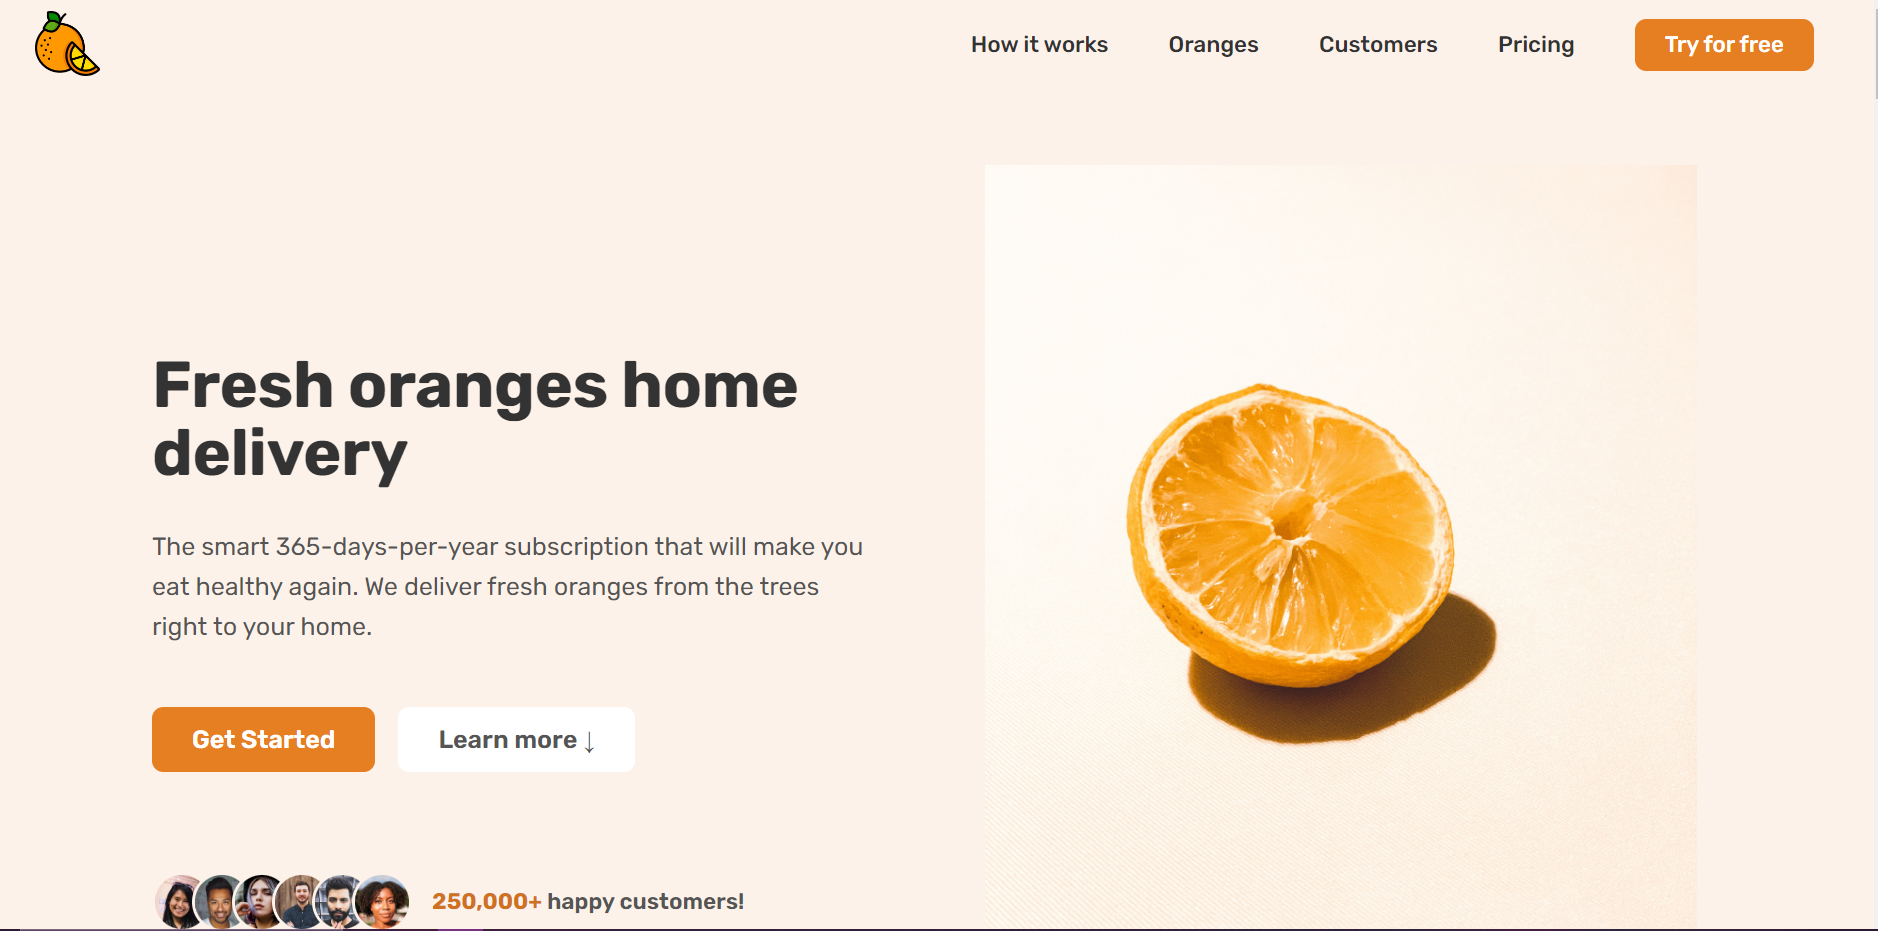 How it works
Oranges
Customers
Pricing
Try for free
Fresh oranges home
delivery
The smart 365-days-per-year subscription that will make you
eat healthy again. We deliver fresh oranges from the trees
right to your home.
Get Started
Learn more ↓
250,000+ happy customers!